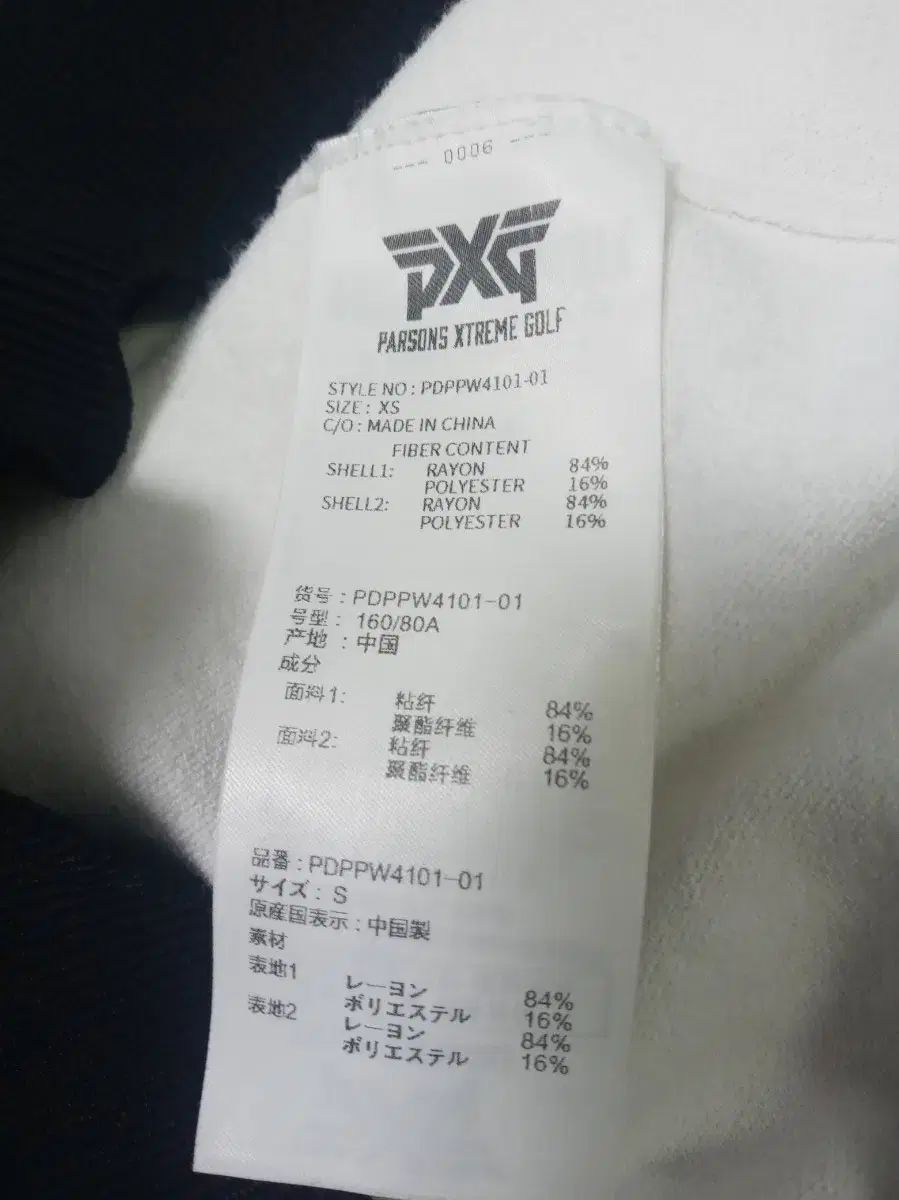 --- 0006 ---
PXG
PARSONS XTREME GOLF
STYLE NO : PDPPW4101-01
SIZE : XS
C/O : MADE IN CHINA
FIBER CONTENT
SHELL1: RAYON 84%
POLYESTER 16%
SHELL2: RAYON 84%
POLYESTER 16%
货号 : PDPPW4101-01
号型 : 160/80A
产地 : 中国
成分
面料1: 粘纤 84%
聚酯纤维 16%
面料2: 粘纤 84%
聚酯纤维 16%
品番 : PDPPW4101-01
サイズ : S
原産国表示 : 中国製
素材
表地1 レーヨン 84%
ポリエステル 16%
表地2 レーヨン 84%
ポリエステル 16%